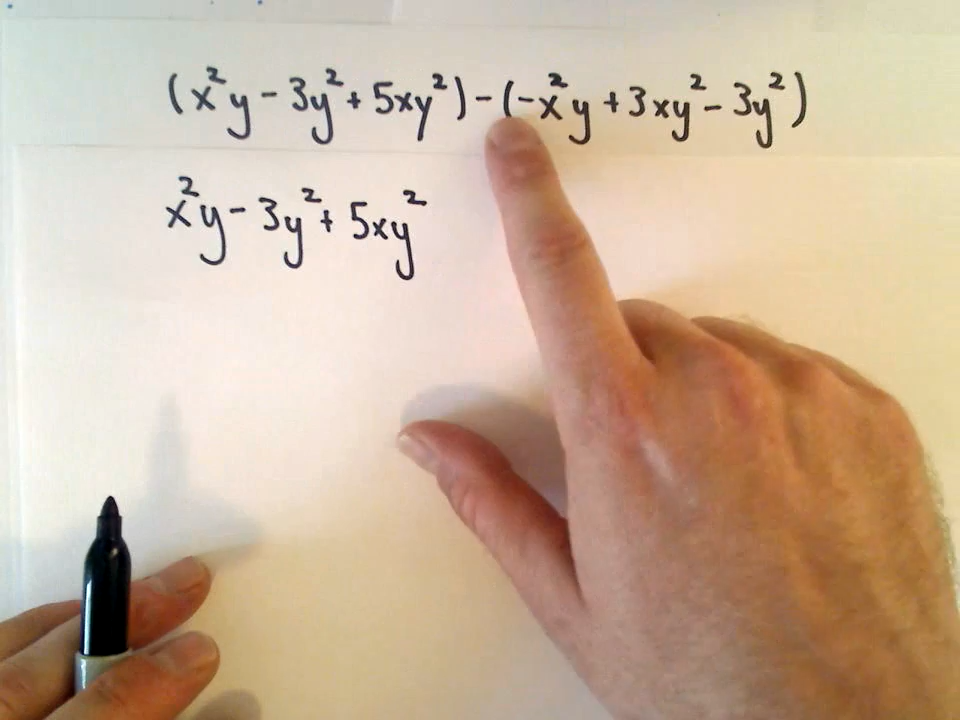 (x²y - 3y² + 5xy²) - (-x²y + 3xy² - 3y²)
x²y - 3y² + 5xy²